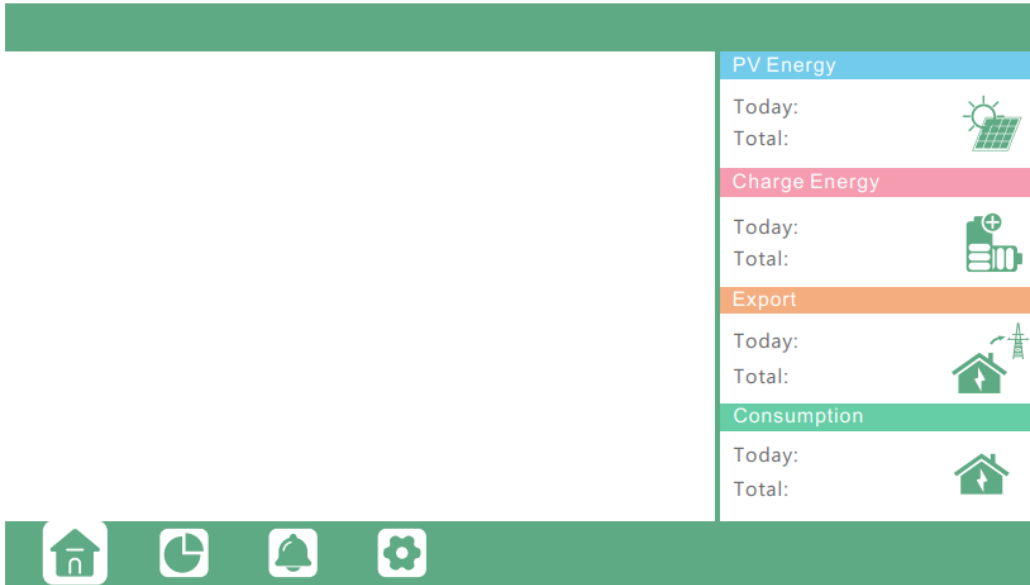 PV Energy
Today:
Total:
Charge Energy
Today:
Total:
Export
Today:
Total:
Consumption
Today:
Total: